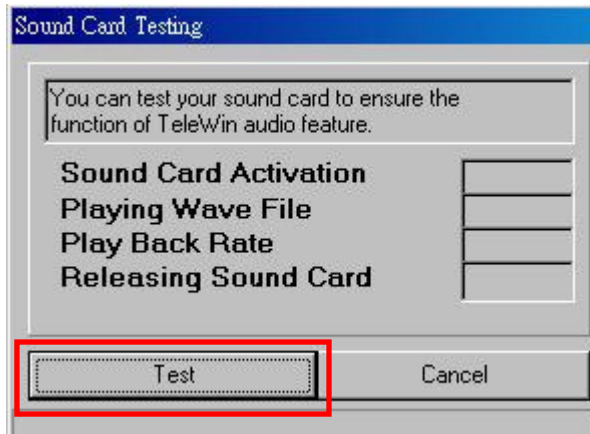 Sound Card Testing
You can test your sound card to ensure the
function of TeleWin audio feature.
Sound Card Activation
Playing Wave File
Play Back Rate
Releasing Sound Card
Test Cancel